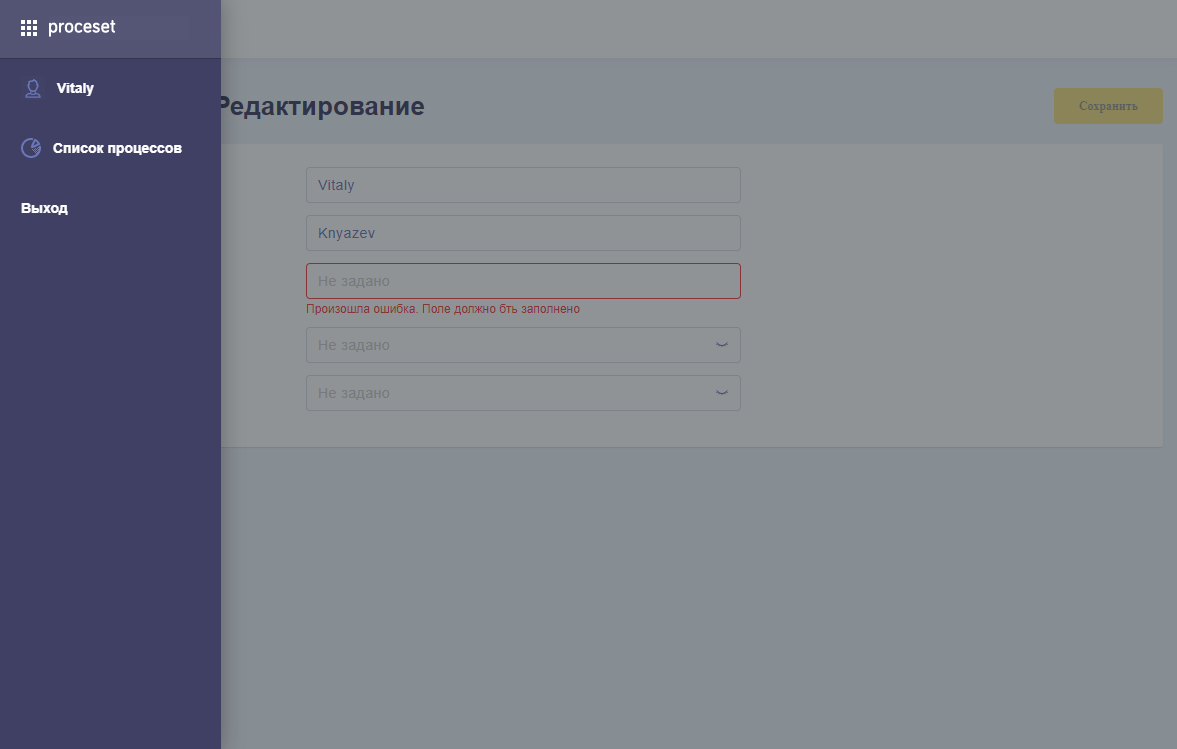 proceset
Vitaly
Список процессов
Выход
Редактирование
Сохранить
Vitaly
Knyazev
Не задано
Произошла ошибка. Поле должно бть заполнено
Не задано
Не задано